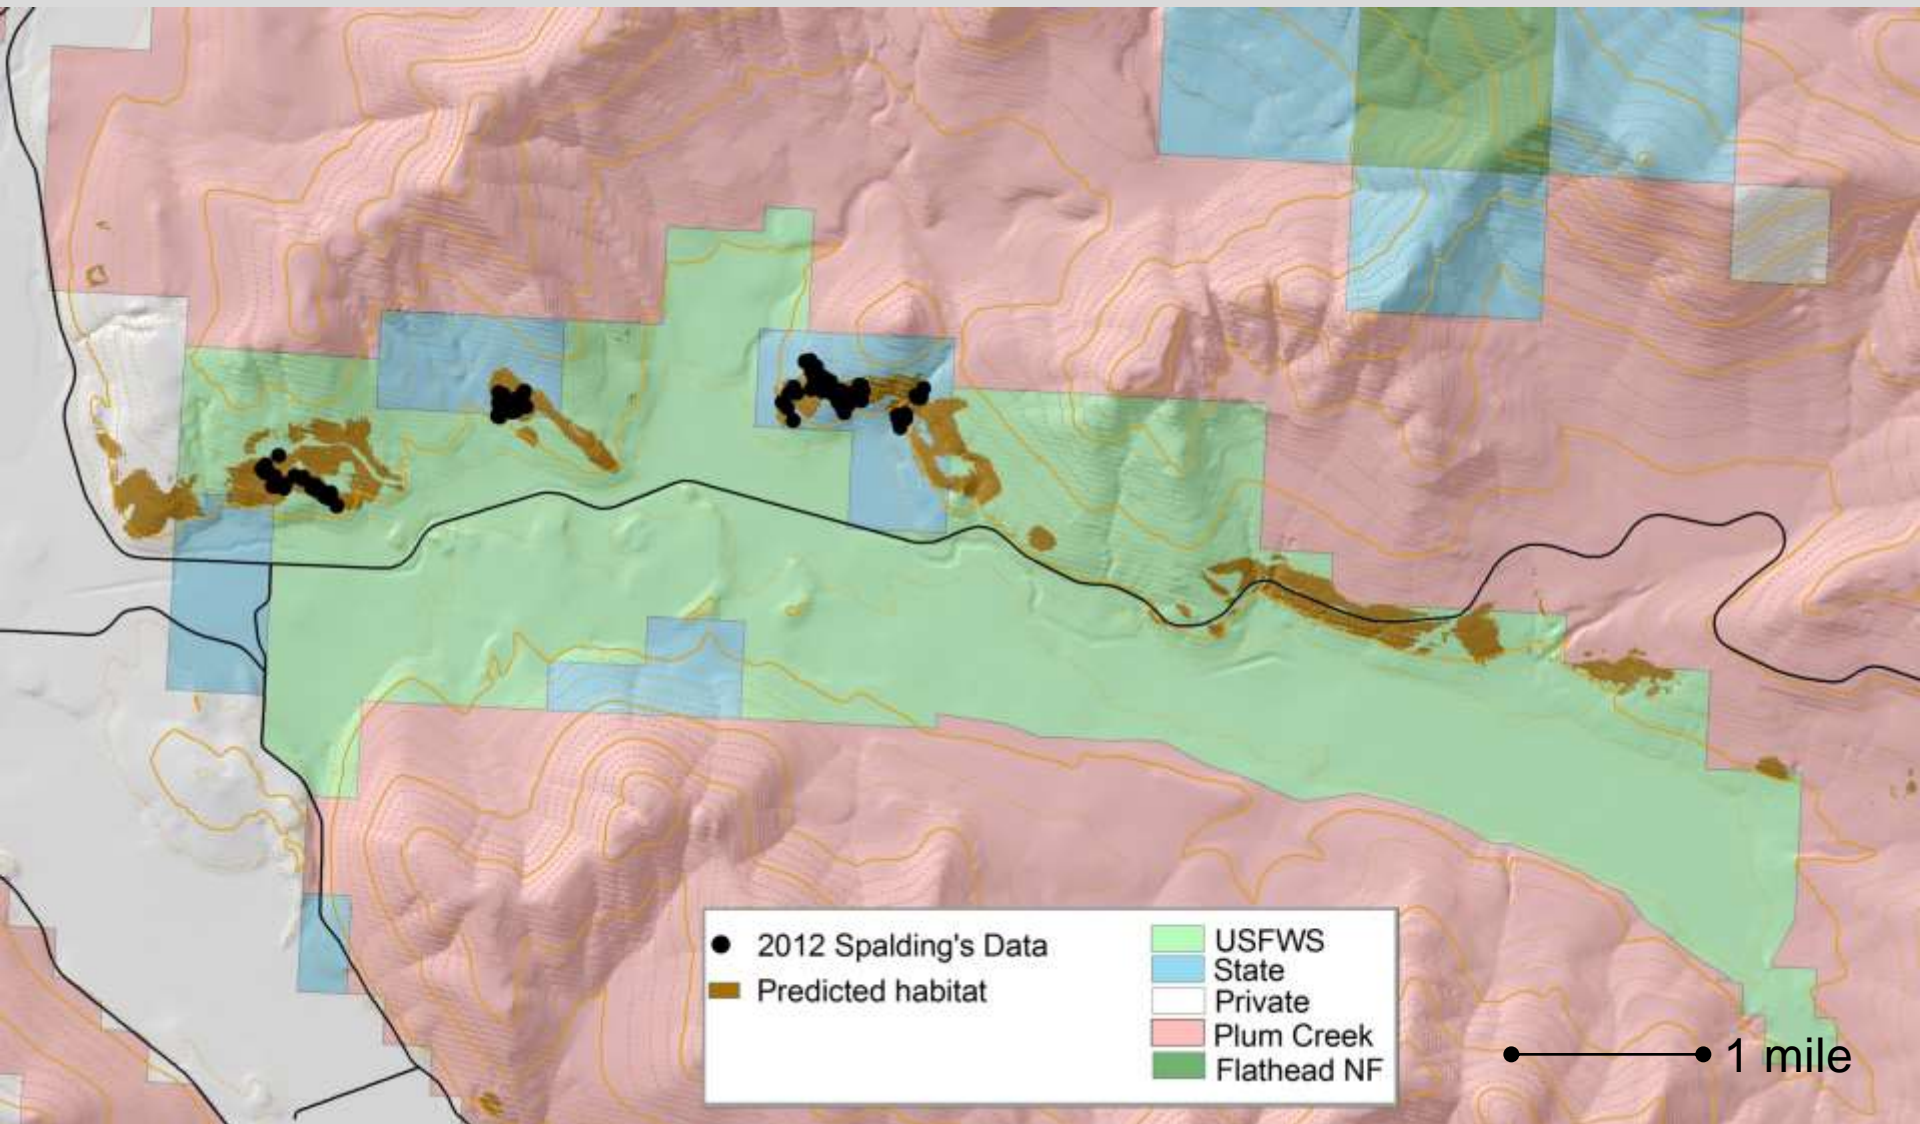 2012 Spalding's Data
Predicted habitat
USFWS
State
Private
Plum Creek
Flathead NF
1 mile